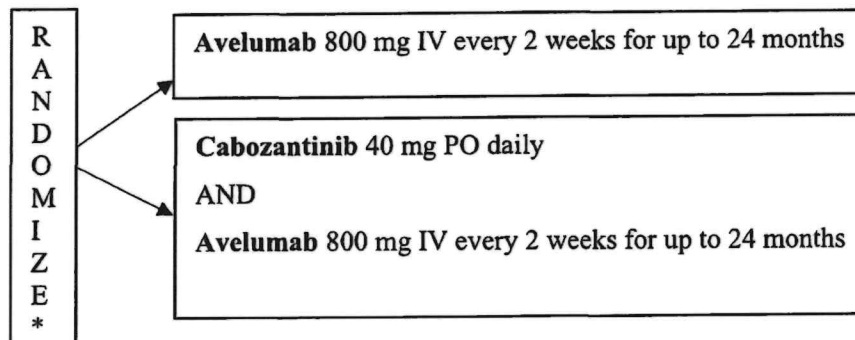 RANDOMIZE*
Avelumab 800 mg IV every 2 weeks for up to 24 months
Cabozantinib 40 mg PO daily
AND
Avelumab 800 mg IV every 2 weeks for up to 24 months